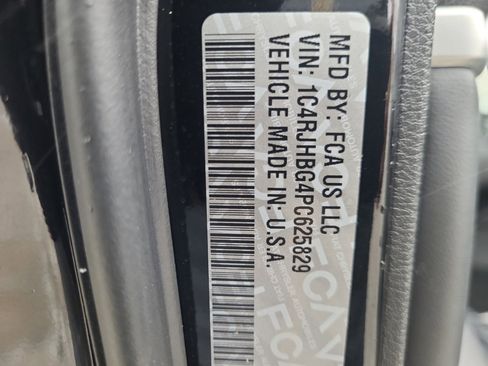 MFD BY: FCA US LLC
VIN: 1C4RJHBG4PC625829
VEHICLE MADE IN: U.S.A.